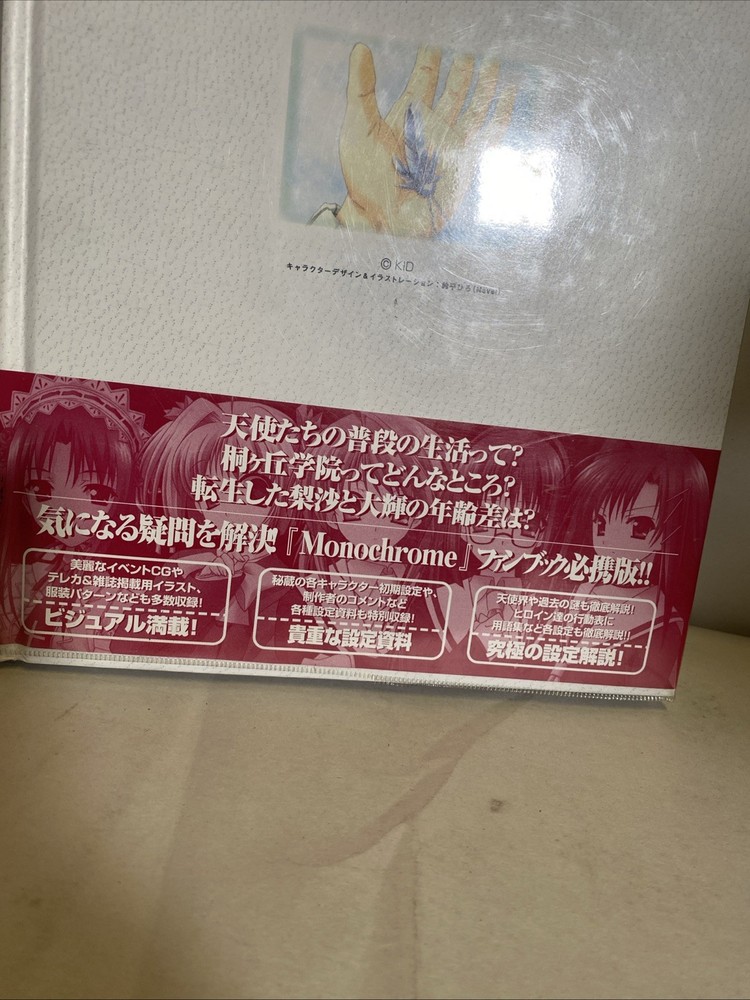 © KID
キャラクターデザイン&イラストレーション:
天使たちの普段の生活って?
桐ヶ丘学院ってどんなところ?
転生した梨沙と大輝の年齢差は?
気になる疑問を解決!『Monochrome』ファンブック必携版!!
美麗なイベントCGや
テレカ&雑誌掲載用イラスト、
服装パターンなども多数収録!
ビジュアル満載!
秘蔵の各キャラクター初期設定や、
制作者のコメントなど
各種設定資料も特別収録!
貴重な設定資料
天使界や過去の謎も徹底解説!
ヒロイン達の行動表に
用語集など各設定も徹底解説!!
究極の設定解説!